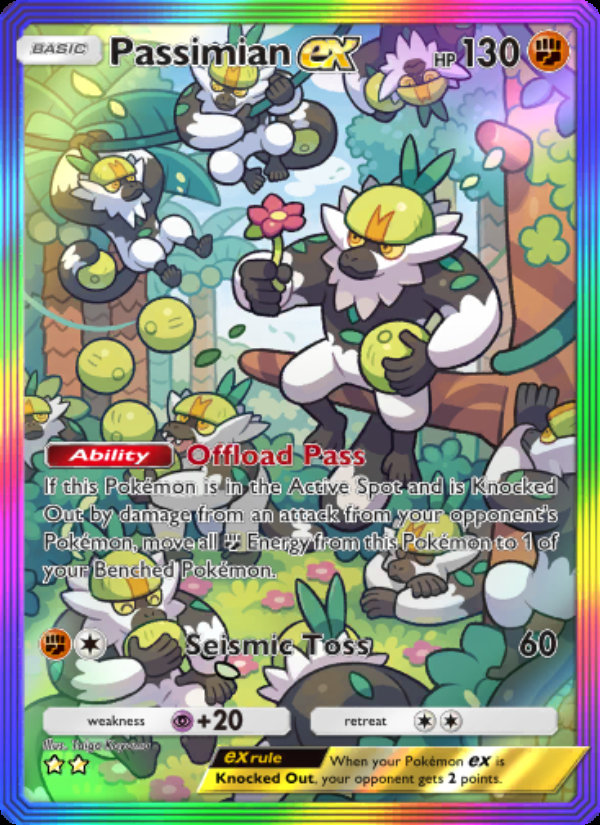 BASIC Passimian ex HP 130
Ability Offload Pass
If this Pokémon is in the Active Spot and is Knocked
Out by damage from an attack from your opponent's
Pokémon, move all Energy from this Pokémon to 1 of
your Benched Pokémon.
Seismic Toss 60
weakness +20 retreat
Illus.
ex rule When your Pokémon ex is
Knocked Out, your opponent gets 2 points.